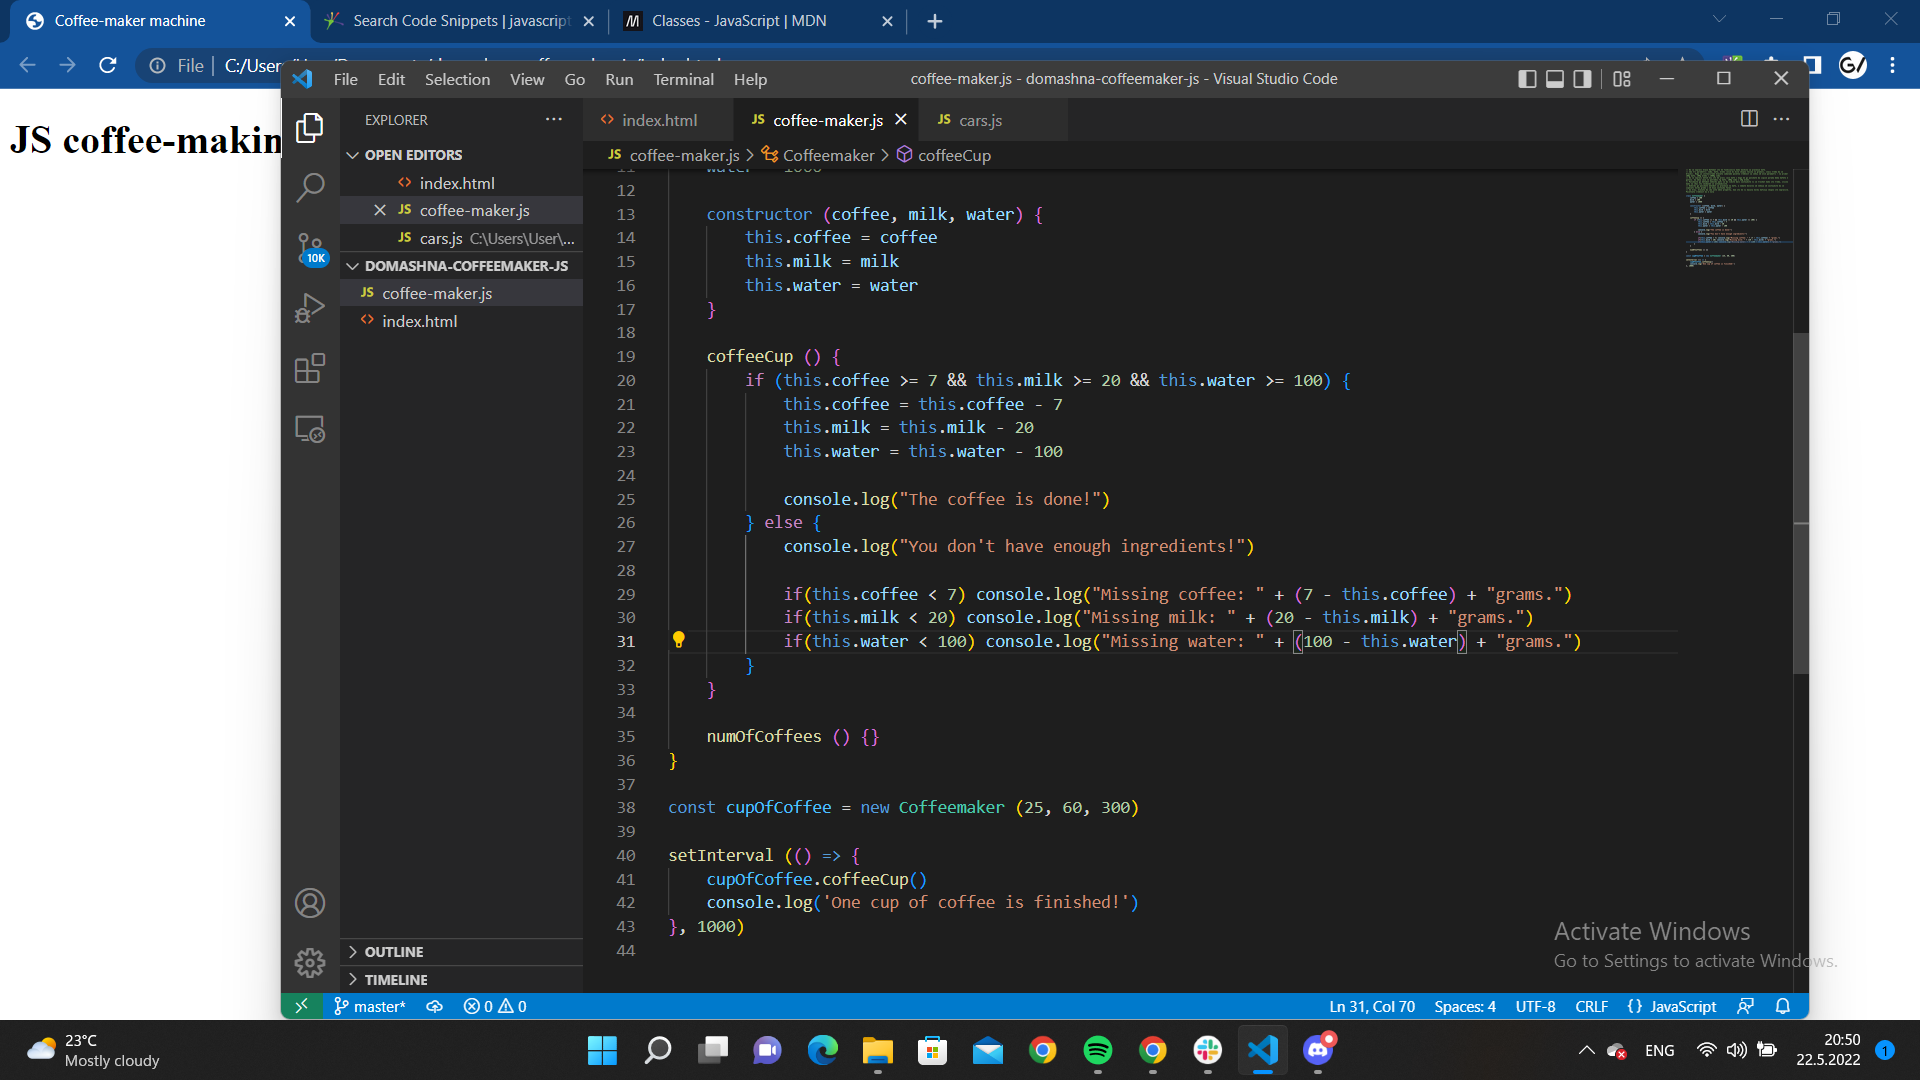 Coffee-maker machine
Search Code Snippets | javascript
Classes - JavaScript | MDN
File
C:/User
JS coffee-makin
File Edit Selection View Go Run Terminal Help
coffee-maker.js - domashna-coffeemaker-js - Visual Studio Code
EXPLORER
OPEN EDITORS
index.html
JS coffee-maker.js
JS cars.js C:\Users\User\...
DOMASHNA-COFFEEMAKER-JS
JS coffee-maker.js
index.html
10K
OUTLINE
TIMELINE
index.html
JS coffee-maker.js
JS cars.js
JS coffee-maker.js > Coffeemaker > coffeeCup
11 water = 1000
12
13 constructor (coffee, milk, water) {
14 this.coffee = coffee
15 this.milk = milk
16 this.water = water
17 }
18
19 coffeeCup () {
20 if (this.coffee >= 7 && this.milk >= 20 && this.water >= 100) {
21 this.coffee = this.coffee - 7
22 this.milk = this.milk - 20
23 this.water = this.water - 100
24
25 console.log("The coffee is done!")
26 } else {
27 console.log("You don't have enough ingredients!")
28
29 if(this.coffee < 7) console.log("Missing coffee: " + (7 - this.coffee) + "grams.")
30 if(this.milk < 20) console.log("Missing milk: " + (20 - this.milk) + "grams.")
31 if(this.water < 100) console.log("Missing water: " + (100 - this.water) + "grams.")
32 }
33 }
34
35 numOfCoffees () {}
36 }
37
38 const cupOfCoffee = new Coffeemaker (25, 60, 300)
39
40 setInterval (() => {
41 cupOfCoffee.coffeeCup()
42 console.log('One cup of coffee is finished!')
43 }, 1000)
44
Activate Windows
Go to Settings to activate Windows.
master* 0 0
Ln 31, Col 70 Spaces: 4 UTF-8 CRLF {} JavaScript
23°C
Mostly cloudy
ENG
20:50
22.5.2022
1